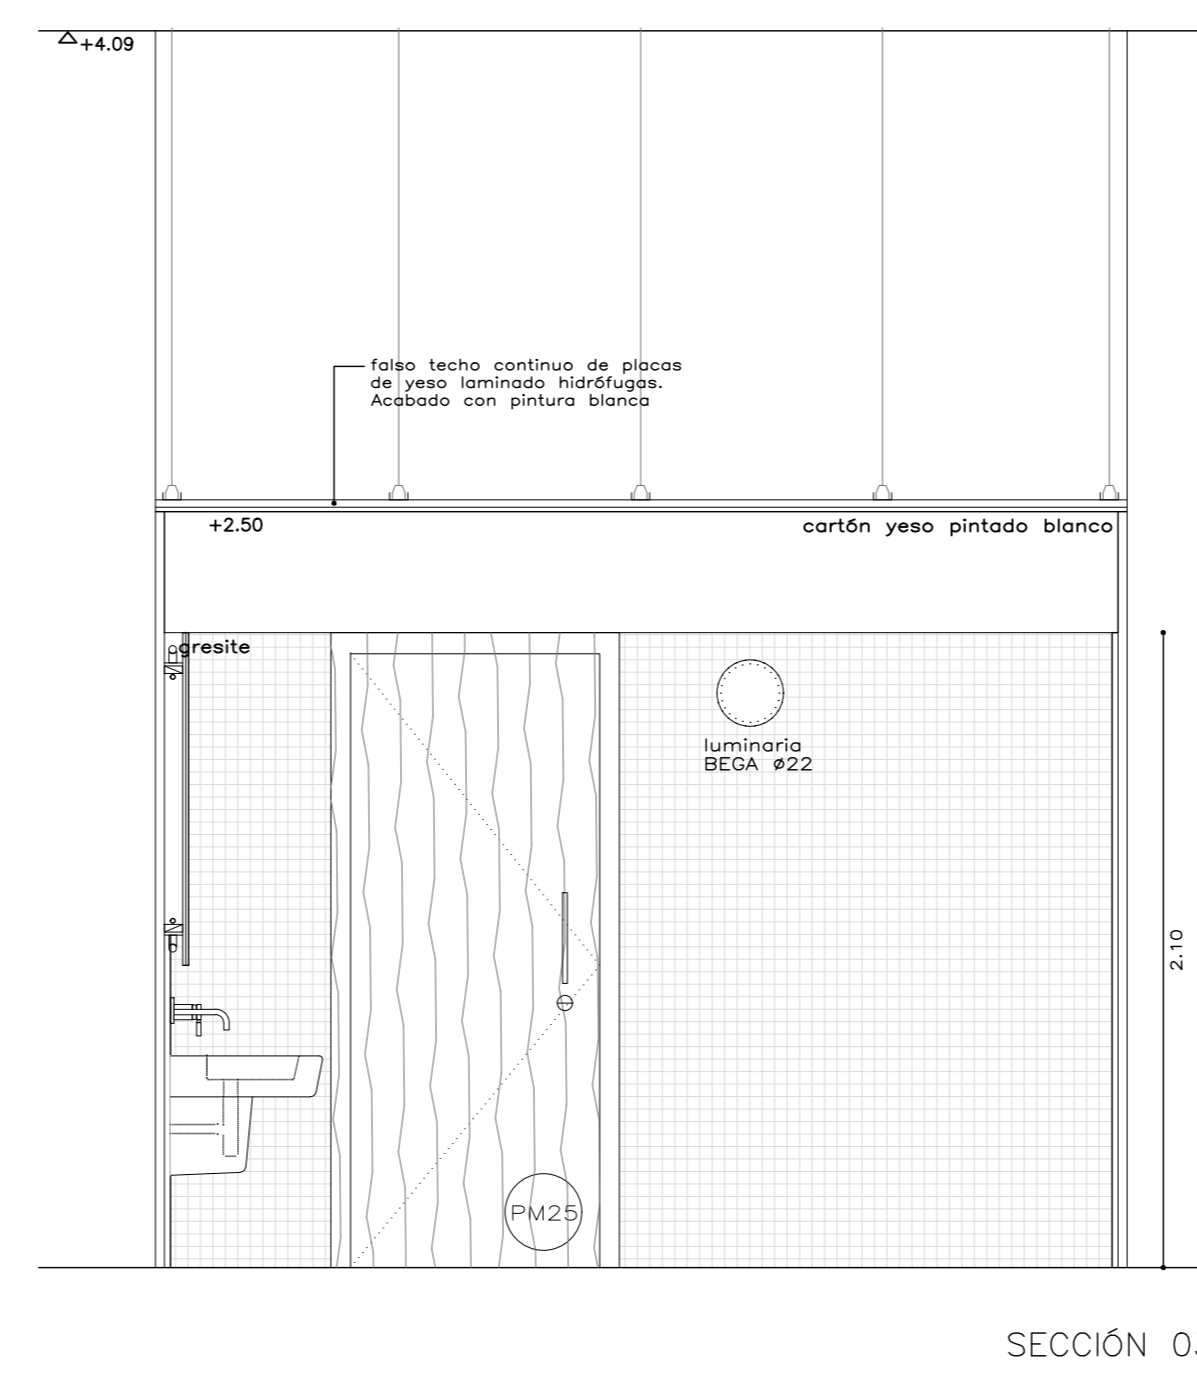 +4.09
falso techo continuo de placas
de yeso laminado hidrófugas.
Acabado con pintura blanca
+2.50
cartón yeso pintado blanco
gresite
luminaria
BEGA ø22
2.10
PM25
SECCIÓN